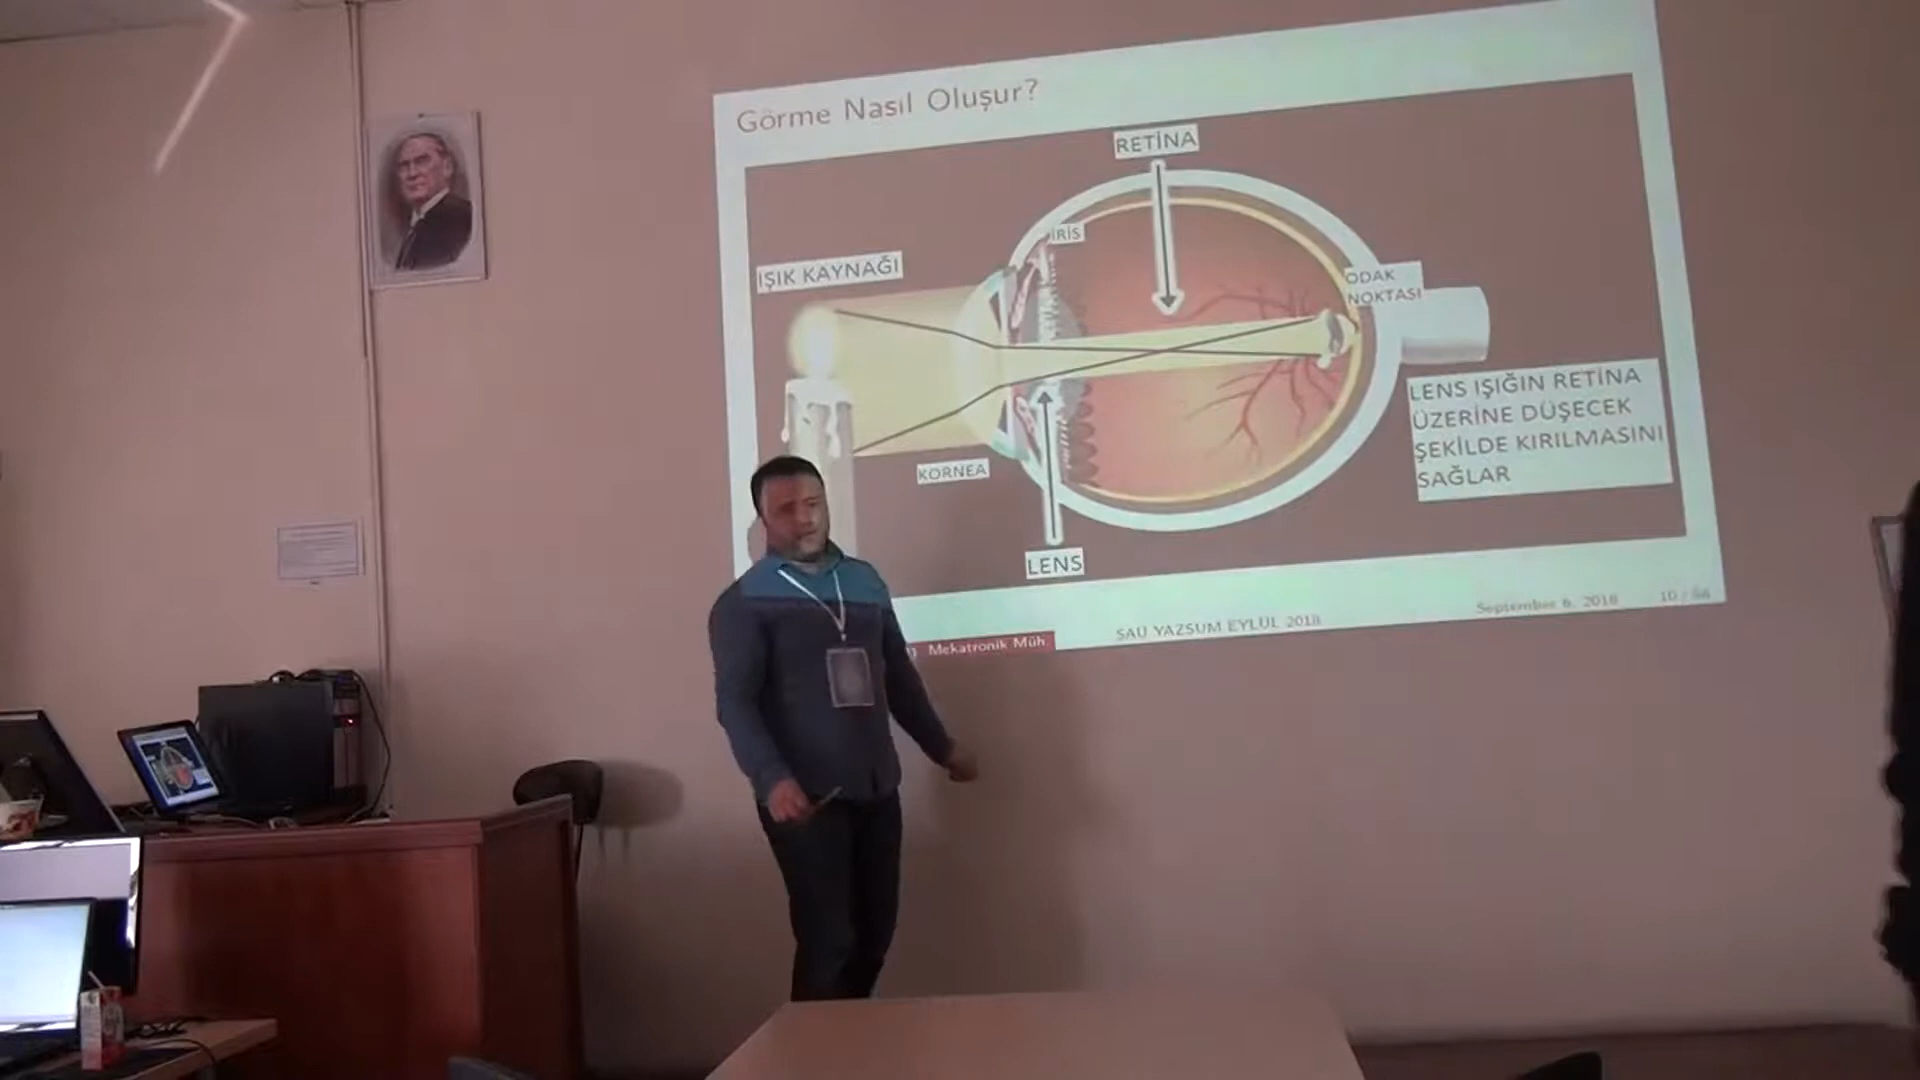 Görme Nasıl Oluşur?
RETİNA
İRİS
IŞIK KAYNAĞI
ODAK
NOKTASI
LENS IŞIĞIN RETİNA
ÜZERİNE DÜŞECEK
ŞEKİLDE KIRILMASINI
SAĞLAR
KORNEA
LENS
Mekatronik Müh.
SAU YAZSUM EYLUL 2018
September 6, 2018